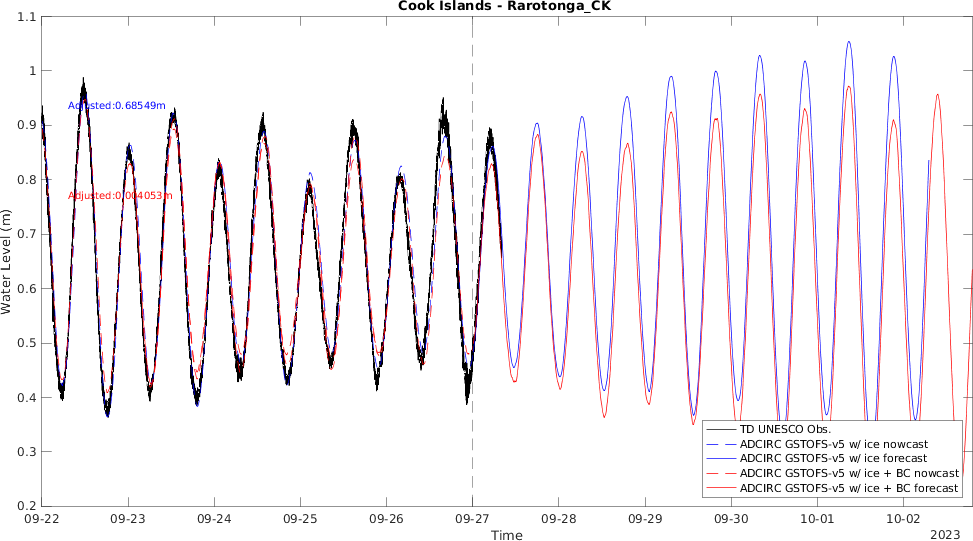 Cook Islands - Rarotonga_CK
Water Level (m)
1.1
1
0.9
0.8
0.7
0.6
0.5
0.4
0.3
0.2
Adjusted:0.68549m
Adjusted:0.004053m
TD UNESCO Obs.
ADCIRC GSTOFS-v5 w/ ice nowcast
ADCIRC GSTOFS-v5 w/ ice forecast
ADCIRC GSTOFS-v5 w/ ice + BC nowcast
ADCIRC GSTOFS-v5 w/ ice + BC forecast
09-22 09-23 09-24 09-25 09-26 09-27 09-28 09-29 09-30 10-01 10-02
Time
2023